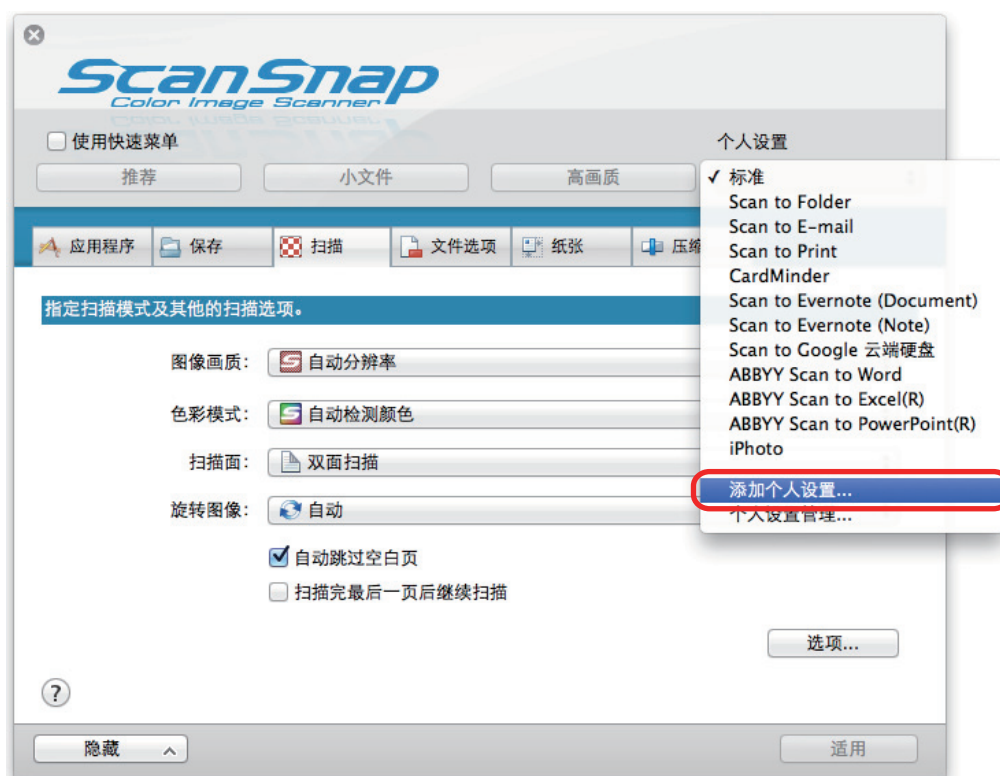 ScanSnap
Color Image Scanner
使用快速菜单
个人设置
推荐
小文件
高画质
✓ 标准
Scan to Folder
Scan to E-mail
Scan to Print
CardMinder
Scan to Evernote (Document)
Scan to Evernote (Note)
Scan to Google 云端硬盘
ABBYY Scan to Word
ABBYY Scan to Excel(R)
ABBYY Scan to PowerPoint(R)
iPhoto
添加个人设置...
个人设置管理...
应用程序
保存
扫描
文件选项
纸张
压缩
指定扫描模式及其他的扫描选项。
图像画质: 自动分辨率
色彩模式: 自动检测颜色
扫描面: 双面扫描
旋转图像: 自动
自动跳过空白页
扫描完最后一页后继续扫描
选项...
?
隐藏
适用